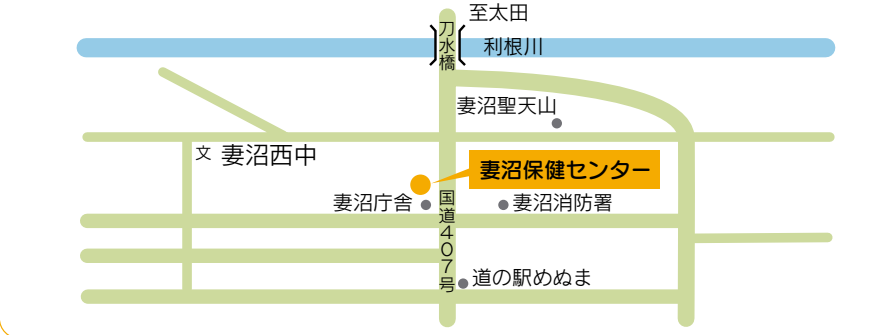 至太田
刀水橋
利根川
妻沼聖天山
文 妻沼西中
妻沼保健センター
妻沼庁舎
国道407号
妻沼消防署
道の駅めぬま